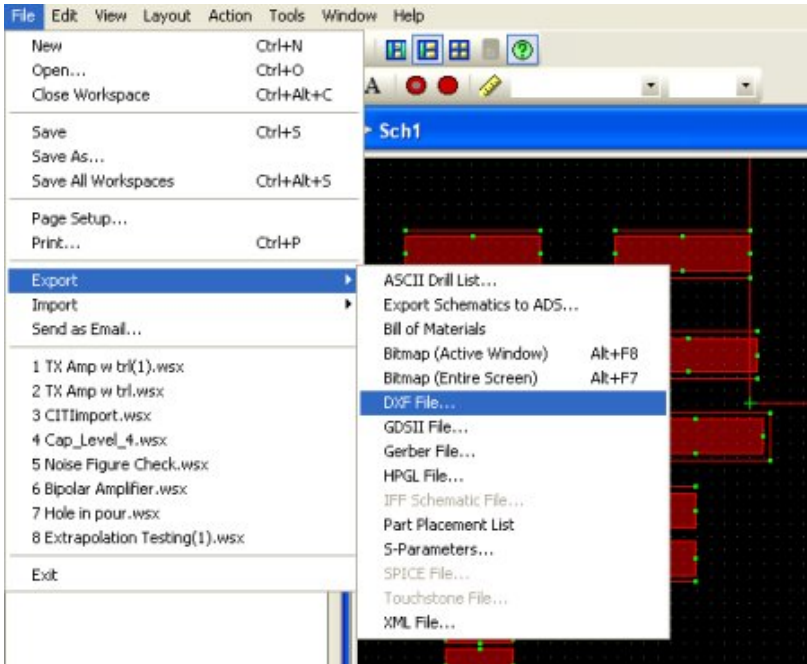 File Edit View Layout Action Tools Window Help
New Ctrl+N
Open... Ctrl+O
Close Workspace Ctrl+Alt+C
A
Save Ctrl+S
Sch1
Save As...
Save All Workspaces Ctrl+Alt+S
Page Setup...
Print... Ctrl+P
Export
Import
Send as Email...
1 TX Amp w trl(1).wsx
2 TX Amp w trl.wsx
3 CITIimport.wsx
4 Cap_Level_4.wsx
5 Noise Figure Check.wsx
6 Bipolar Amplifier.wsx
7 Hole in pour.wsx
8 Extrapolation Testing(1).wsx
Exit
ASCII Drill List...
Export Schematics to ADS...
Bill of Materials
Bitmap (Active Window) Alt+F8
Bitmap (Entire Screen) Alt+F7
DXF File...
GDSII File...
Gerber File...
HPGL File...
IFF Schematic File...
Part Placement List
S-Parameters...
SPICE File...
Touchstone File...
XML File...